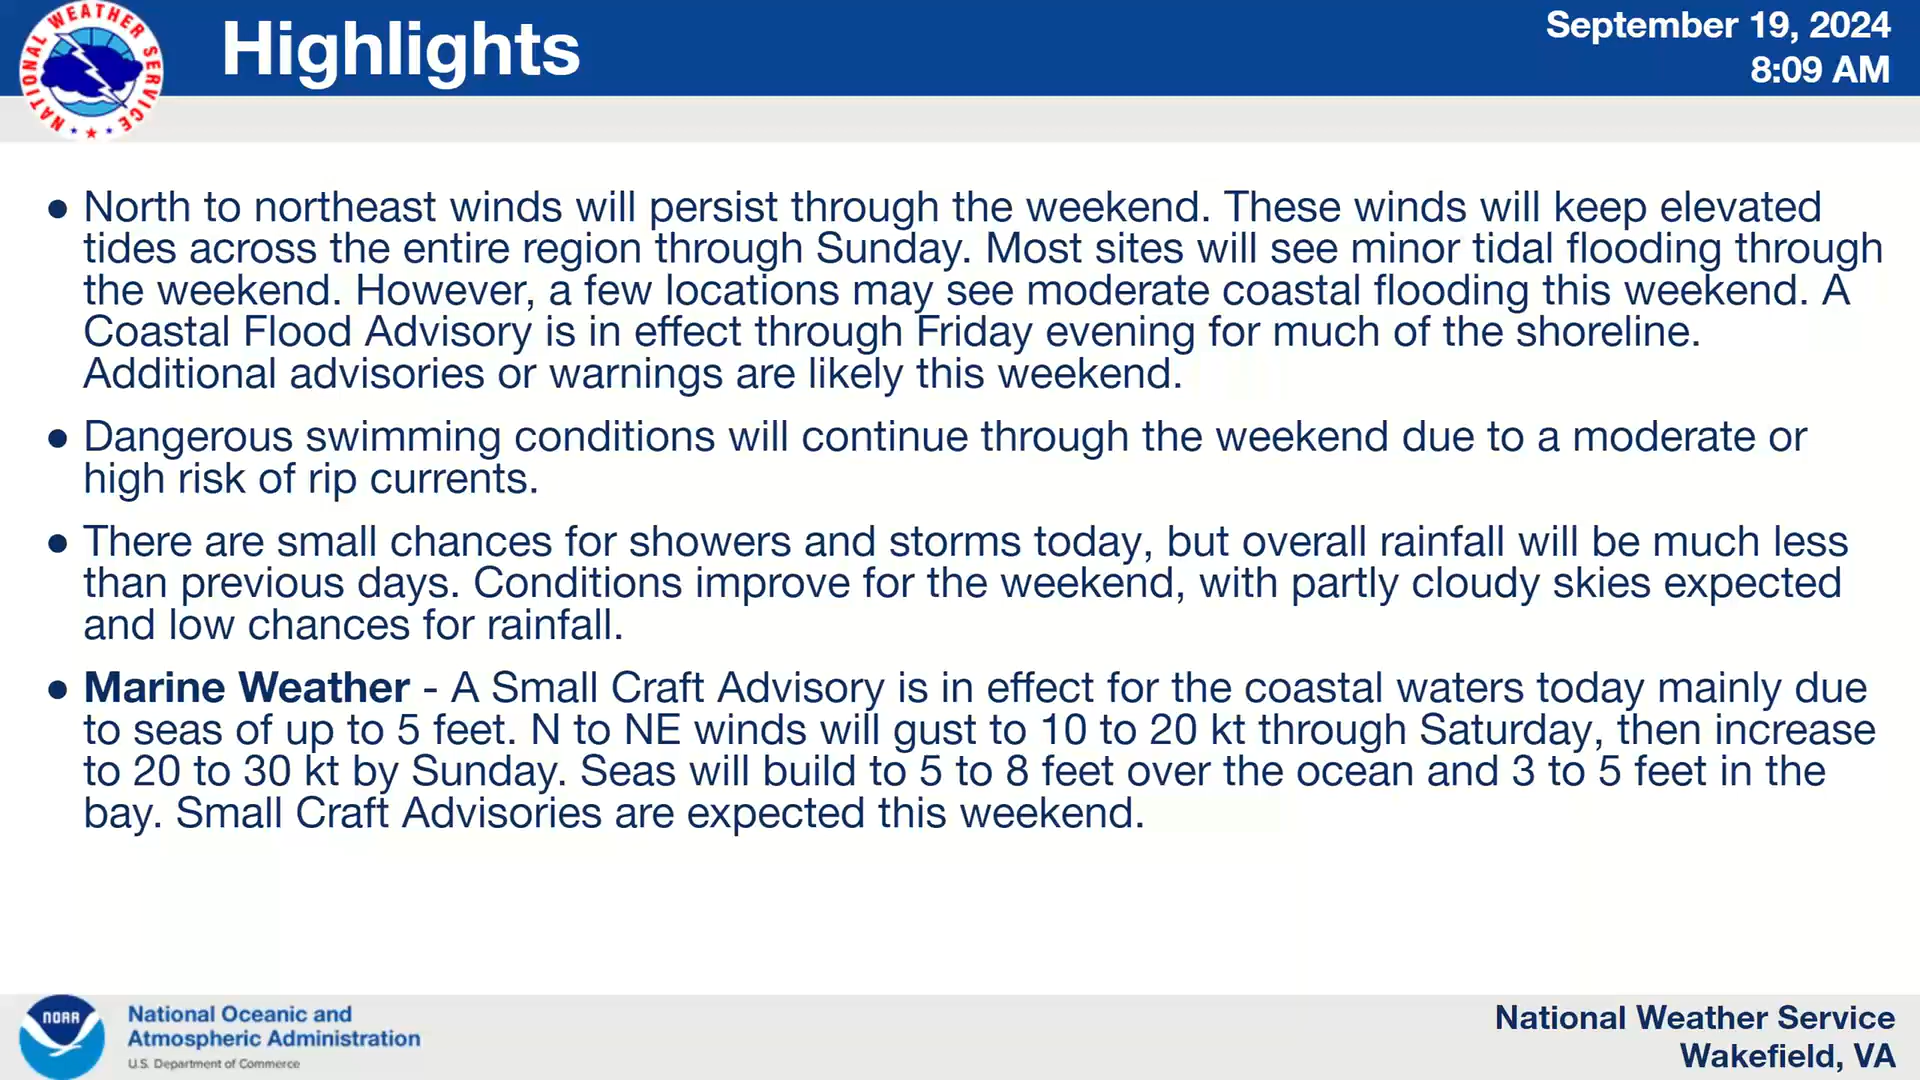 NATIONAL WEATHER SERVICE
Highlights
September 19, 2024
8:09 AM
● North to northeast winds will persist through the weekend. These winds will keep elevated
tides across the entire region through Sunday. Most sites will see minor tidal flooding through
the weekend. However, a few locations may see moderate coastal flooding this weekend. A
Coastal Flood Advisory is in effect through Friday evening for much of the shoreline.
Additional advisories or warnings are likely this weekend.
● Dangerous swimming conditions will continue through the weekend due to a moderate or
high risk of rip currents.
● There are small chances for showers and storms today, but overall rainfall will be much less
than previous days. Conditions improve for the weekend, with partly cloudy skies expected
and low chances for rainfall.
● Marine Weather - A Small Craft Advisory is in effect for the coastal waters today mainly due
to seas of up to 5 feet. N to NE winds will gust to 10 to 20 kt through Saturday, then increase
to 20 to 30 kt by Sunday. Seas will build to 5 to 8 feet over the ocean and 3 to 5 feet in the
bay. Small Craft Advisories are expected this weekend.
NOAA
National Oceanic and
Atmospheric Administration
U.S. Department of Commerce
National Weather Service
Wakefield, VA